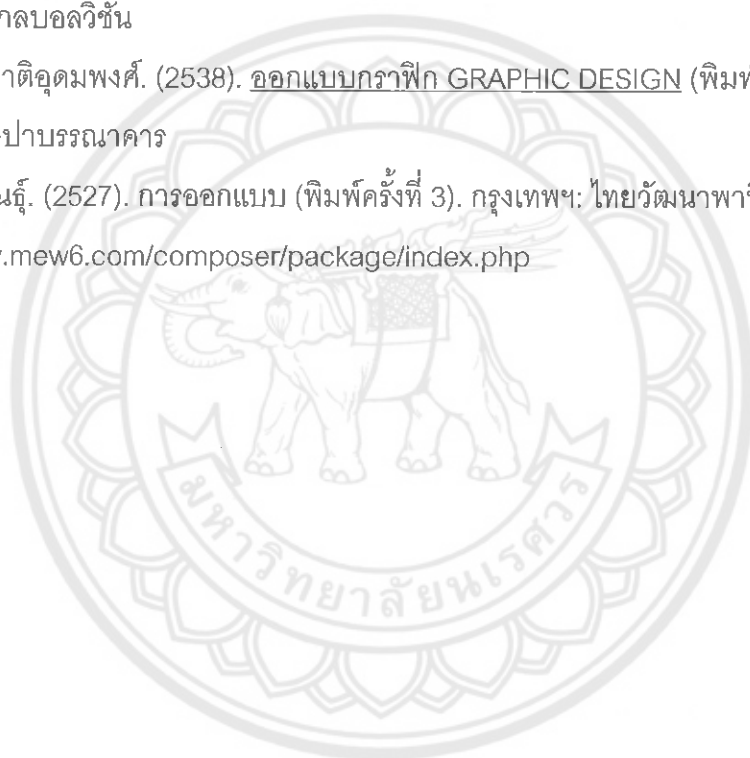 กลบอลวิชัน
าติอุดมพงศ์. (2538). ออกแบบกราฟิก GRAPHIC DESIGN (พิมพ์
ปาบรรณาคาร
นธุ์. (2527). การออกแบบ (พิมพ์ครั้งที่ 3). กรุงเทพฯ: ไทยวัฒนาพานิ
.mew6.com/composer/package/index.php
มหาวิทยาลัยนเรศวร